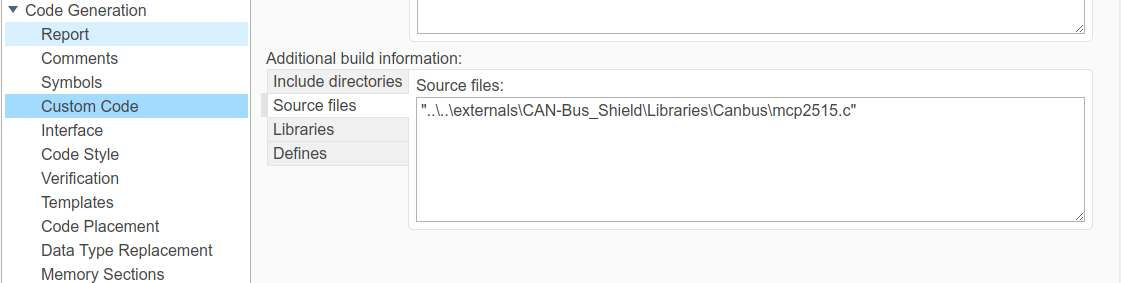 Code Generation
Report
Comments
Symbols
Custom Code
Interface
Code Style
Verification
Templates
Code Placement
Data Type Replacement
Memory Sections
Additional build information:
Include directories
Source files
Libraries
Defines
Source files:
"..\..\externals\CAN-Bus_Shield\Libraries\Canbus\mcp2515.c"